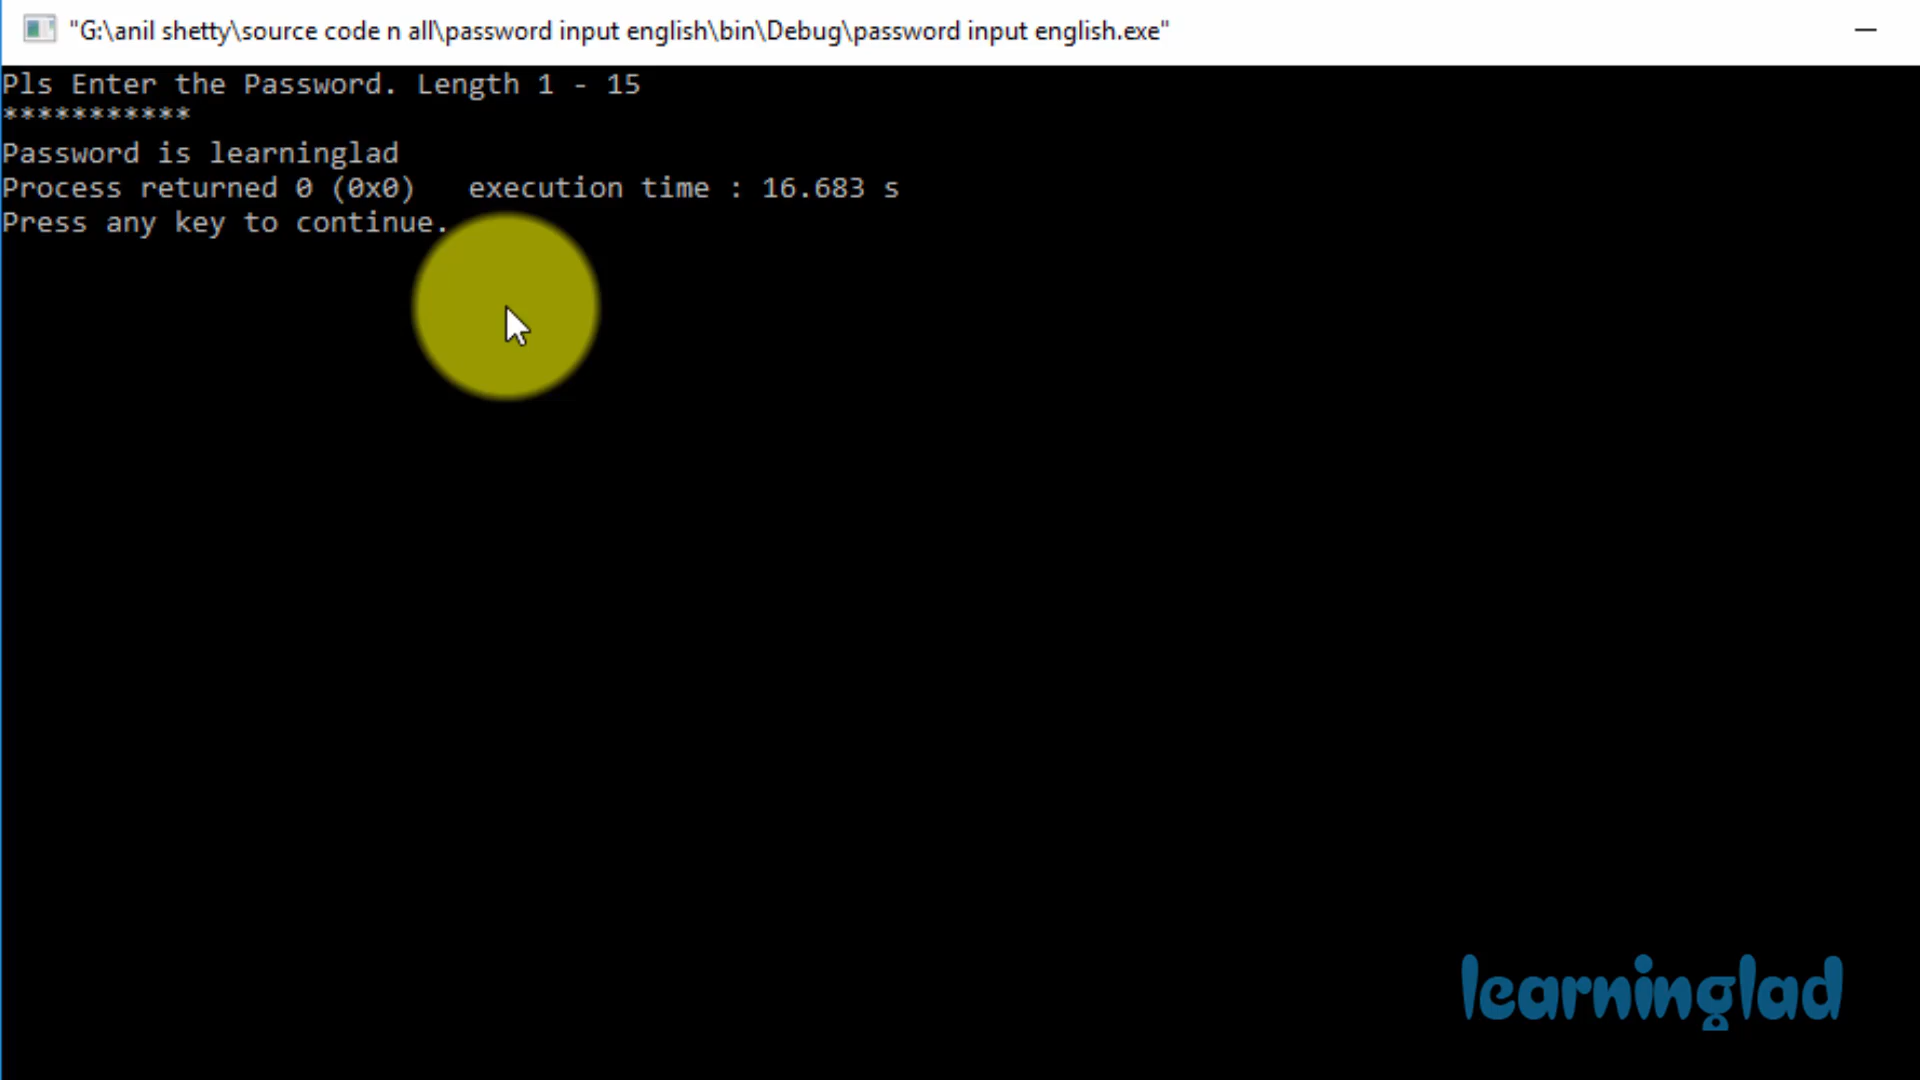 "G:\anil shetty\source code n all\password input english\bin\Debug\password input english.exe"
Pls Enter the Password. Length 1 - 15
***********
Password is learninglad
Process returned 0 (0x0)   execution time : 16.683 s
Press any key to continue.
learninglad